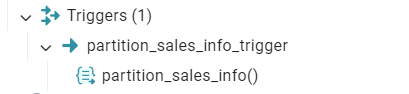 Triggers (1)
partition_sales_info_trigger
partition_sales_info()